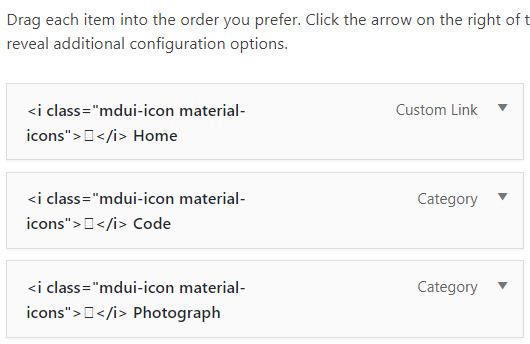 Drag each item into the order you prefer. Click the arrow on the right of t
reveal additional configuration options.
<i class="mdui-icon material-
icons">▯</i> Home
Custom Link
<i class="mdui-icon material-
icons">▯</i> Code
Category
<i class="mdui-icon material-
icons">▯</i> Photograph
Category